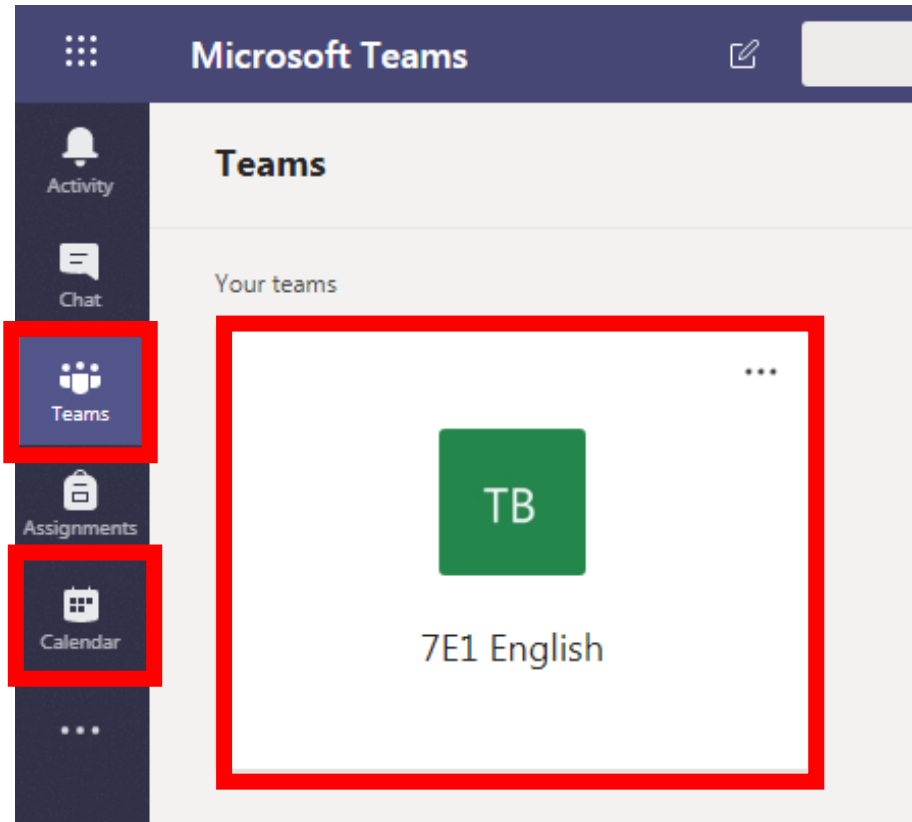 Microsoft Teams
Activity
Teams
Chat
Your teams
Teams
TB
Assignments
7E1 English
Calendar